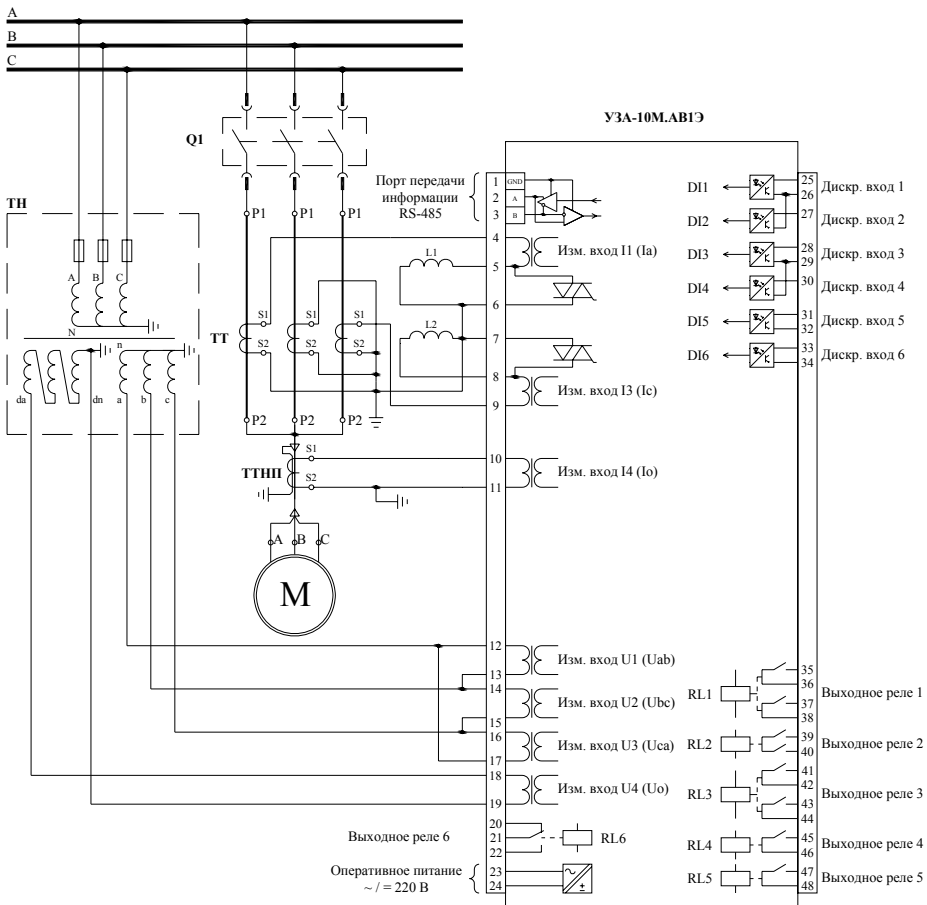 A
B
C
Q1
УЗА-10М.АВ1Э
Порт передачи
информации
RS-485
1 GND
2 A
3 B
4
5
6
7
8
9
10
11
12
13
14
15
16
17
18
19
20
21
22
23
24
ТН
A B C
N
n
da dn a b c
P1 P1 P1
ТТ
S1 S1 S1
S2 S2 S2
P2 P2 P2
L1
L2
ТТНП
S1
S2
A B C
M
Изм. вход I1 (Ia)
Изм. вход I3 (Ic)
Изм. вход I4 (Io)
Изм. вход U1 (Uab)
Изм. вход U2 (Ubc)
Изм. вход U3 (Uca)
Изм. вход U4 (Uo)
Выходное реле 6
RL6
Оперативное питание
~ / = 220 В
~
±
DI1 25 Дискр. вход 1
26
DI2 27 Дискр. вход 2
DI3 28 Дискр. вход 3
29
DI4 30 Дискр. вход 4
DI5 31 Дискр. вход 5
32
DI6 33 Дискр. вход 6
34
35
36
RL1 Выходное реле 1
37
38
39
RL2 Выходное реле 2
40
41
42
RL3 Выходное реле 3
43
44
45
RL4 Выходное реле 4
46
47
RL5 Выходное реле 5
48